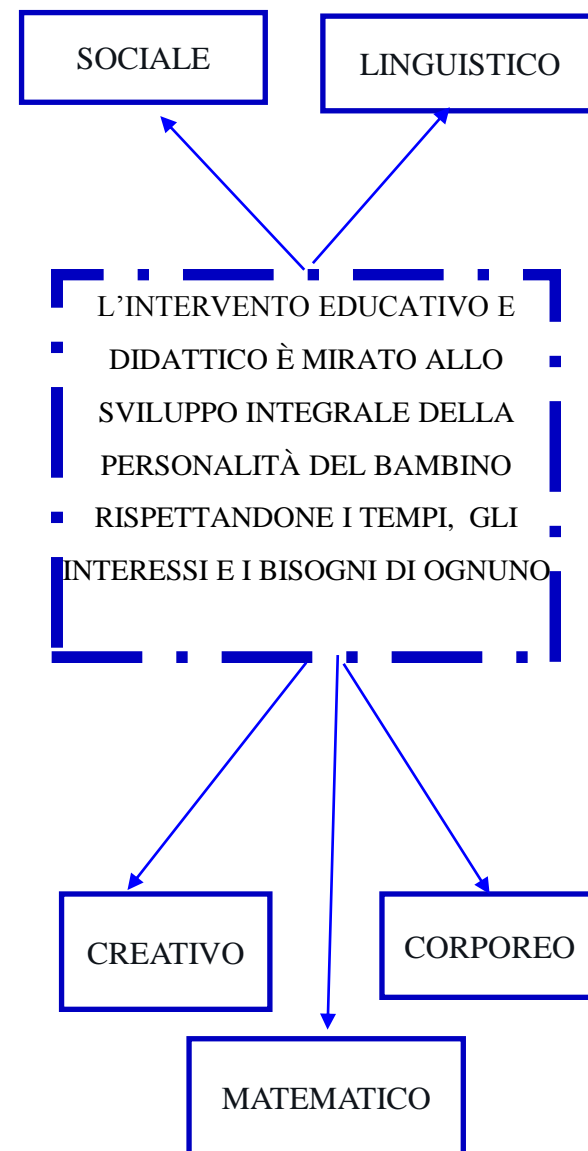 SOCIALE
LINGUISTICO
L’INTERVENTO EDUCATIVO E
DIDATTICO È MIRATO ALLO
SVILUPPO INTEGRALE DELLA
PERSONALITÀ DEL BAMBINO
RISPETTANDONE I TEMPI, GLI
INTERESSI E I BISOGNI DI OGNUNO
CREATIVO
CORPOREO
MATEMATICO